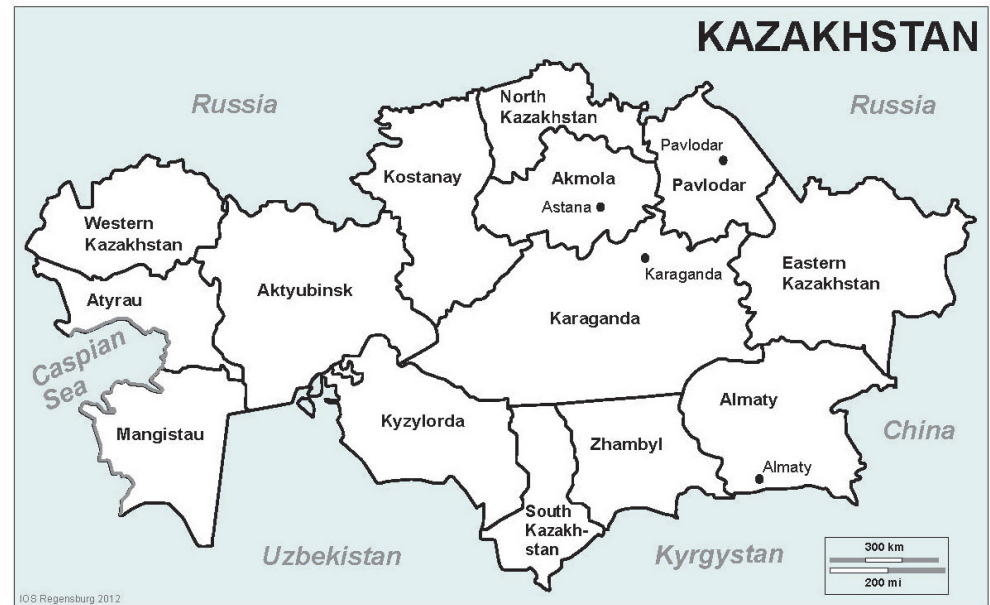 KAZAKHSTAN
Russia
Russia
North
Kazakhstan
Pavlodar
Kostanay
Akmola
Pavlodar
Astana
Western
Kazakhstan
Eastern
Kazakhstan
Karaganda
Aktyubinsk
Atyrau
Karaganda
Caspian
Sea
Almaty
Mangistau
Kyzylorda
Zhambyl
China
Almaty
South
Kazakh-
stan
Uzbekistan
Kyrgystan
300 km
200 mi
IOS Regensburg 2012